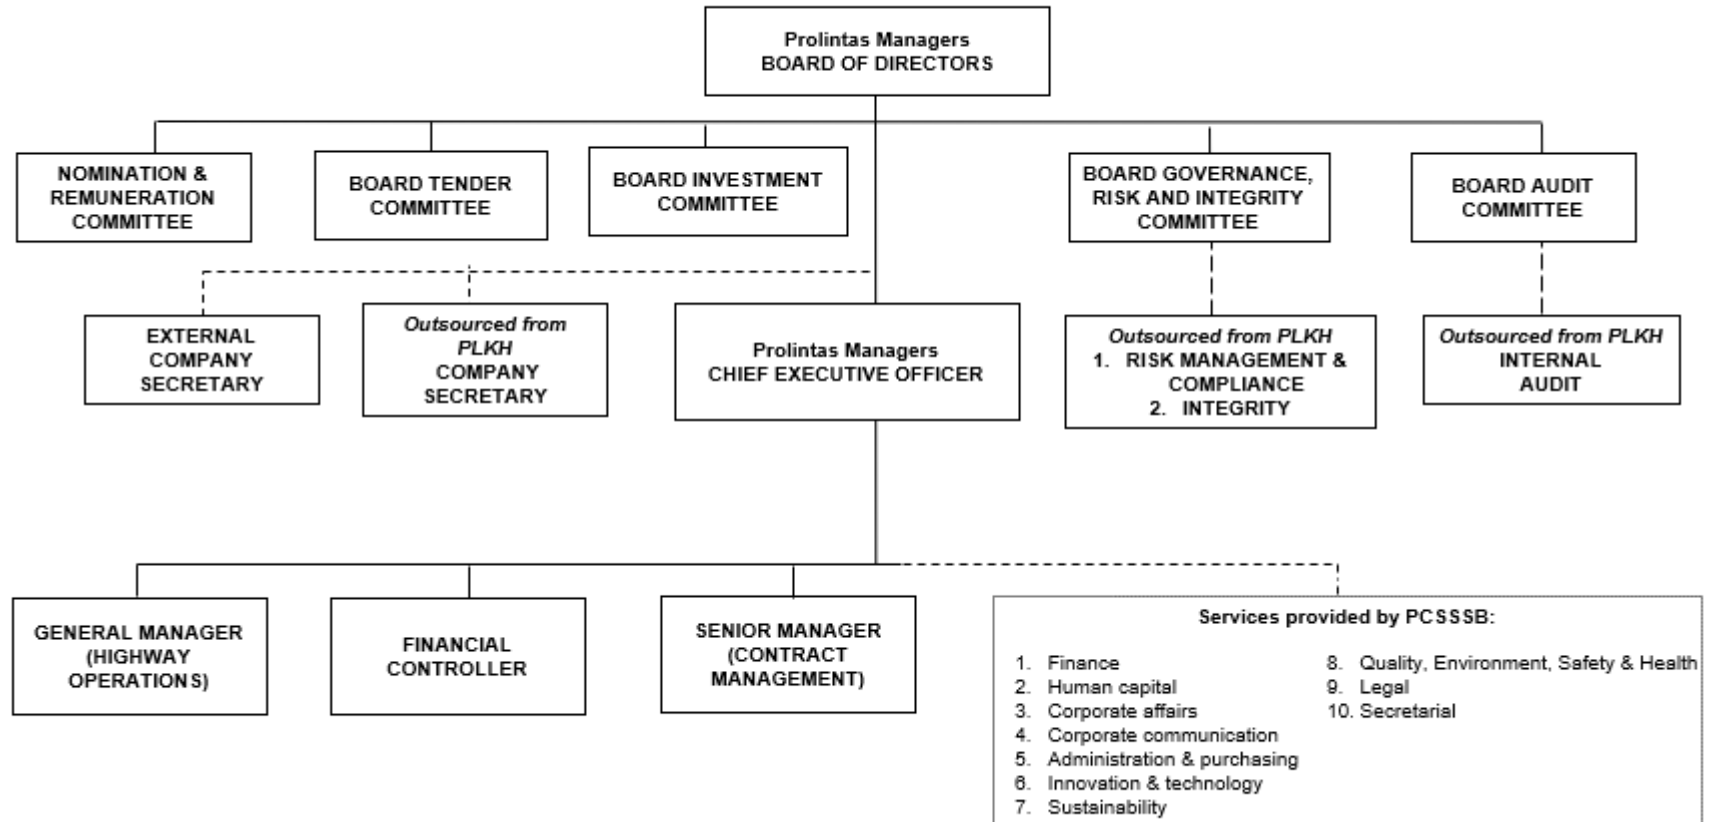 Prolintas Managers
BOARD OF DIRECTORS
NOMINATION &
REMUNERATION
COMMITTEE
BOARD TENDER
COMMITTEE
BOARD INVESTMENT
COMMITTEE
BOARD GOVERNANCE,
RISK AND INTEGRITY
COMMITTEE
BOARD AUDIT
COMMITTEE
EXTERNAL
COMPANY
SECRETARY
Outsourced from
PLKH
COMPANY
SECRETARY
Prolintas Managers
CHIEF EXECUTIVE OFFICER
Outsourced from PLKH
1. RISK MANAGEMENT &
COMPLIANCE
2. INTEGRITY
Outsourced from PLKH
INTERNAL
AUDIT
GENERAL MANAGER
(HIGHWAY
OPERATIONS)
FINANCIAL
CONTROLLER
SENIOR MANAGER
(CONTRACT
MANAGEMENT)
Services provided by PCSSSB:
1. Finance
2. Human capital
3. Corporate affairs
4. Corporate communication
5. Administration & purchasing
6. Innovation & technology
7. Sustainability
8. Quality, Environment, Safety & Health
9. Legal
10. Secretarial